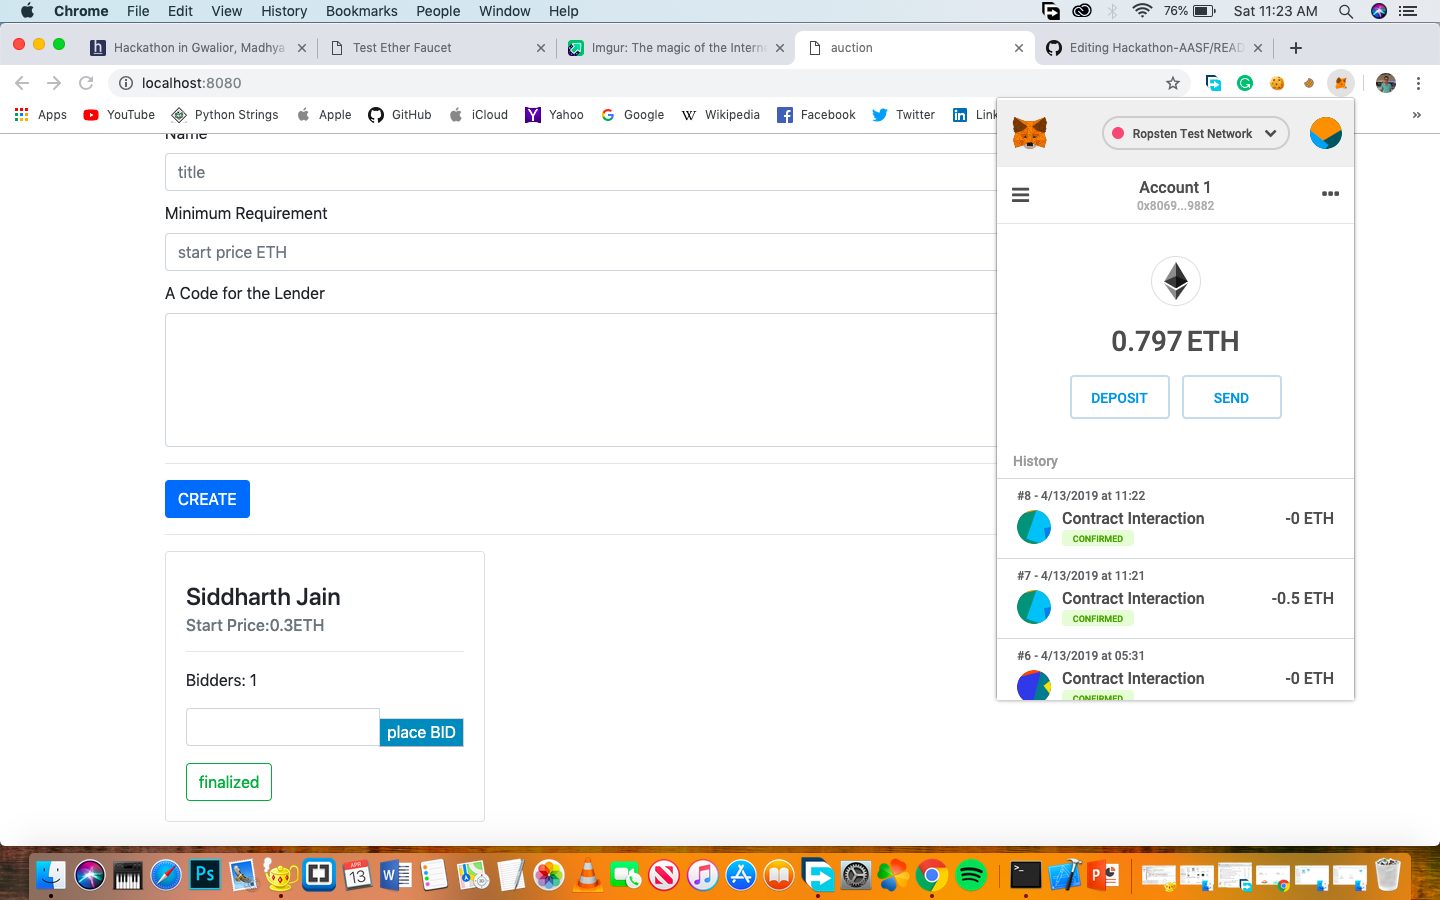 Chrome File Edit View History Bookmarks People Window Help 76% Sat 11:23 AM
Hackathon in Gwalior, Madhya Test Ether Faucet Imgur: The magic of the Interne auction Editing Hackathon-AASF/READ
localhost:8080
Apps YouTube Python Strings Apple GitHub iCloud Yahoo Google Wikipedia Facebook Twitter Link »
Name
title
Minimum Requirement
start price ETH
A Code for the Lender
CREATE
Siddharth Jain
Start Price:0.3ETH
Bidders: 1
place BID
finalized
Ropsten Test Network
Account 1
0x8069...9882
0.797 ETH
DEPOSIT SEND
History
#8 - 4/13/2019 at 11:22
Contract Interaction -0 ETH
CONFIRMED
#7 - 4/13/2019 at 11:21
Contract Interaction -0.5 ETH
CONFIRMED
#6 - 4/13/2019 at 05:31
Contract Interaction -0 ETH
CONFIRMED
Ps APR 13 W P